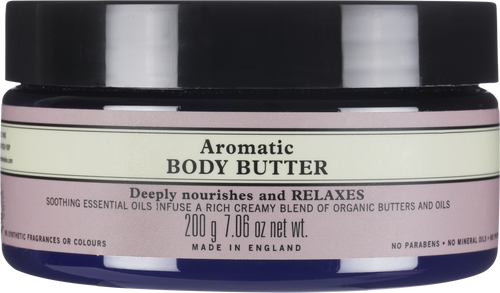 Aromatic
BODY BUTTER
Deeply nourishes and RELAXES
SOOTHING ESSENTIAL OILS INFUSE A RICH CREAMY BLEND OF ORGANIC BUTTERS AND OILS
200 g 7.06 oz net wt.
MADE IN ENGLAND
SYNTHETIC FRAGRANCES OR COLOURS
NO PARABENS • NO MINERAL OILS •